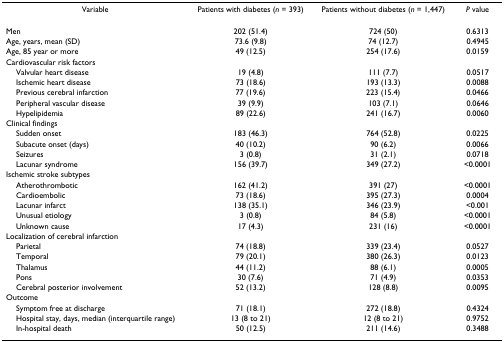 Variable Patients with diabetes (n = 393) Patients without diabetes (n = 1,447) P value
Men 202 (51.4) 724 (50) 0.6313
Age, years, mean (SD) 73.6 (9.8) 74 (12.7) 0.4945
Age, 85 year or more 49 (12.5) 254 (17.6) 0.0159
Cardiovascular risk factors
Valvular heart disease 19 (4.8) 111 (7.7) 0.0517
Ischemic heart disease 73 (18.6) 193 (13.3) 0.0088
Previous cerebral infarction 77 (19.6) 223 (15.4) 0.0466
Peripheral vascular disease 39 (9.9) 103 (7.1) 0.0646
Hypelipidemia 89 (22.6) 241 (16.7) 0.0060
Clinical findings
Sudden onset 183 (46.3) 764 (52.8) 0.0225
Subacute onset (days) 40 (10.2) 90 (6.2) 0.0066
Seizures 3 (0.8) 31 (2.1) 0.0718
Lacunar syndrome 156 (39.7) 349 (27.2) <0.0001
Ischemic stroke subtypes
Atherothrombotic 162 (41.2) 391 (27) <0.0001
Cardioembolic 73 (18.6) 395 (27.3) 0.0004
Lacunar infarct 138 (35.1) 346 (23.9) <0.001
Unusual etiology 3 (0.8) 84 (5.8) <0.0001
Unknown cause 17 (4.3) 231 (16) <0.0001
Localization of cerebral infarction
Parietal 74 (18.8) 339 (23.4) 0.0527
Temporal 79 (20.1) 380 (26.3) 0.0123
Thalamus 44 (11.2) 88 (6.1) 0.0005
Pons 30 (7.6) 71 (4.9) 0.0353
Cerebral posterior involvement 52 (13.2) 128 (8.8) 0.0095
Outcome
Symptom free at discharge 71 (18.1) 272 (18.8) 0.4324
Hospital stay, days, median (interquartile range) 13 (8 to 21) 12 (8 to 21) 0.9752
In-hospital death 50 (12.5) 211 (14.6) 0.3488